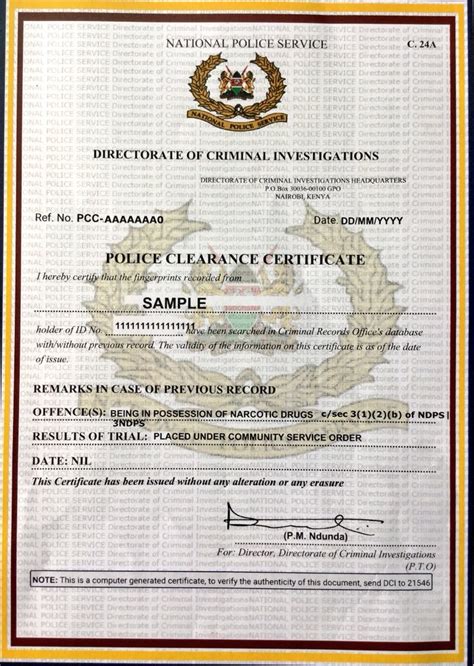 NATIONAL POLICE SERVICE
C. 24A
NATIONAL POLICE SERVICE
DIRECTORATE OF CRIMINAL INVESTIGATIONS
DIRECTORATE OF CRIMINAL INVESTIGATIONS HEADQUARTERS
P.O Box 30036-00100 GPO
NAIROBI, KENYA
Ref. No. PCC-AAAAAAA0
Date. DD/MM/YYYY
POLICE CLEARANCE CERTIFICATE
I hereby certify that the fingerprints recorded from
SAMPLE
holder of ID No. 1111111111111111 have been searched in Criminal Records Office's database
with/without previous record. The validity of the information on this certificate is as of the date
of issue.
REMARKS IN CASE OF PREVIOUS RECORD
OFFENCE(S): BEING IN POSSESSION OF NARCOTIC DRUGS c/sec 3(1)(2)(b) of NDPS|
3NDPS
RESULTS OF TRIAL: PLACED UNDER COMMUNITY SERVICE ORDER
DATE: NIL
This Certificate has been issued without any alteration or any erasure
(P.M. Ndunda)
For: Director, Directorate of Criminal Investigations
(P.T.O)
NOTE: This is a computer generated certificate, to verify the authenticity of this document, send DCI to 21546